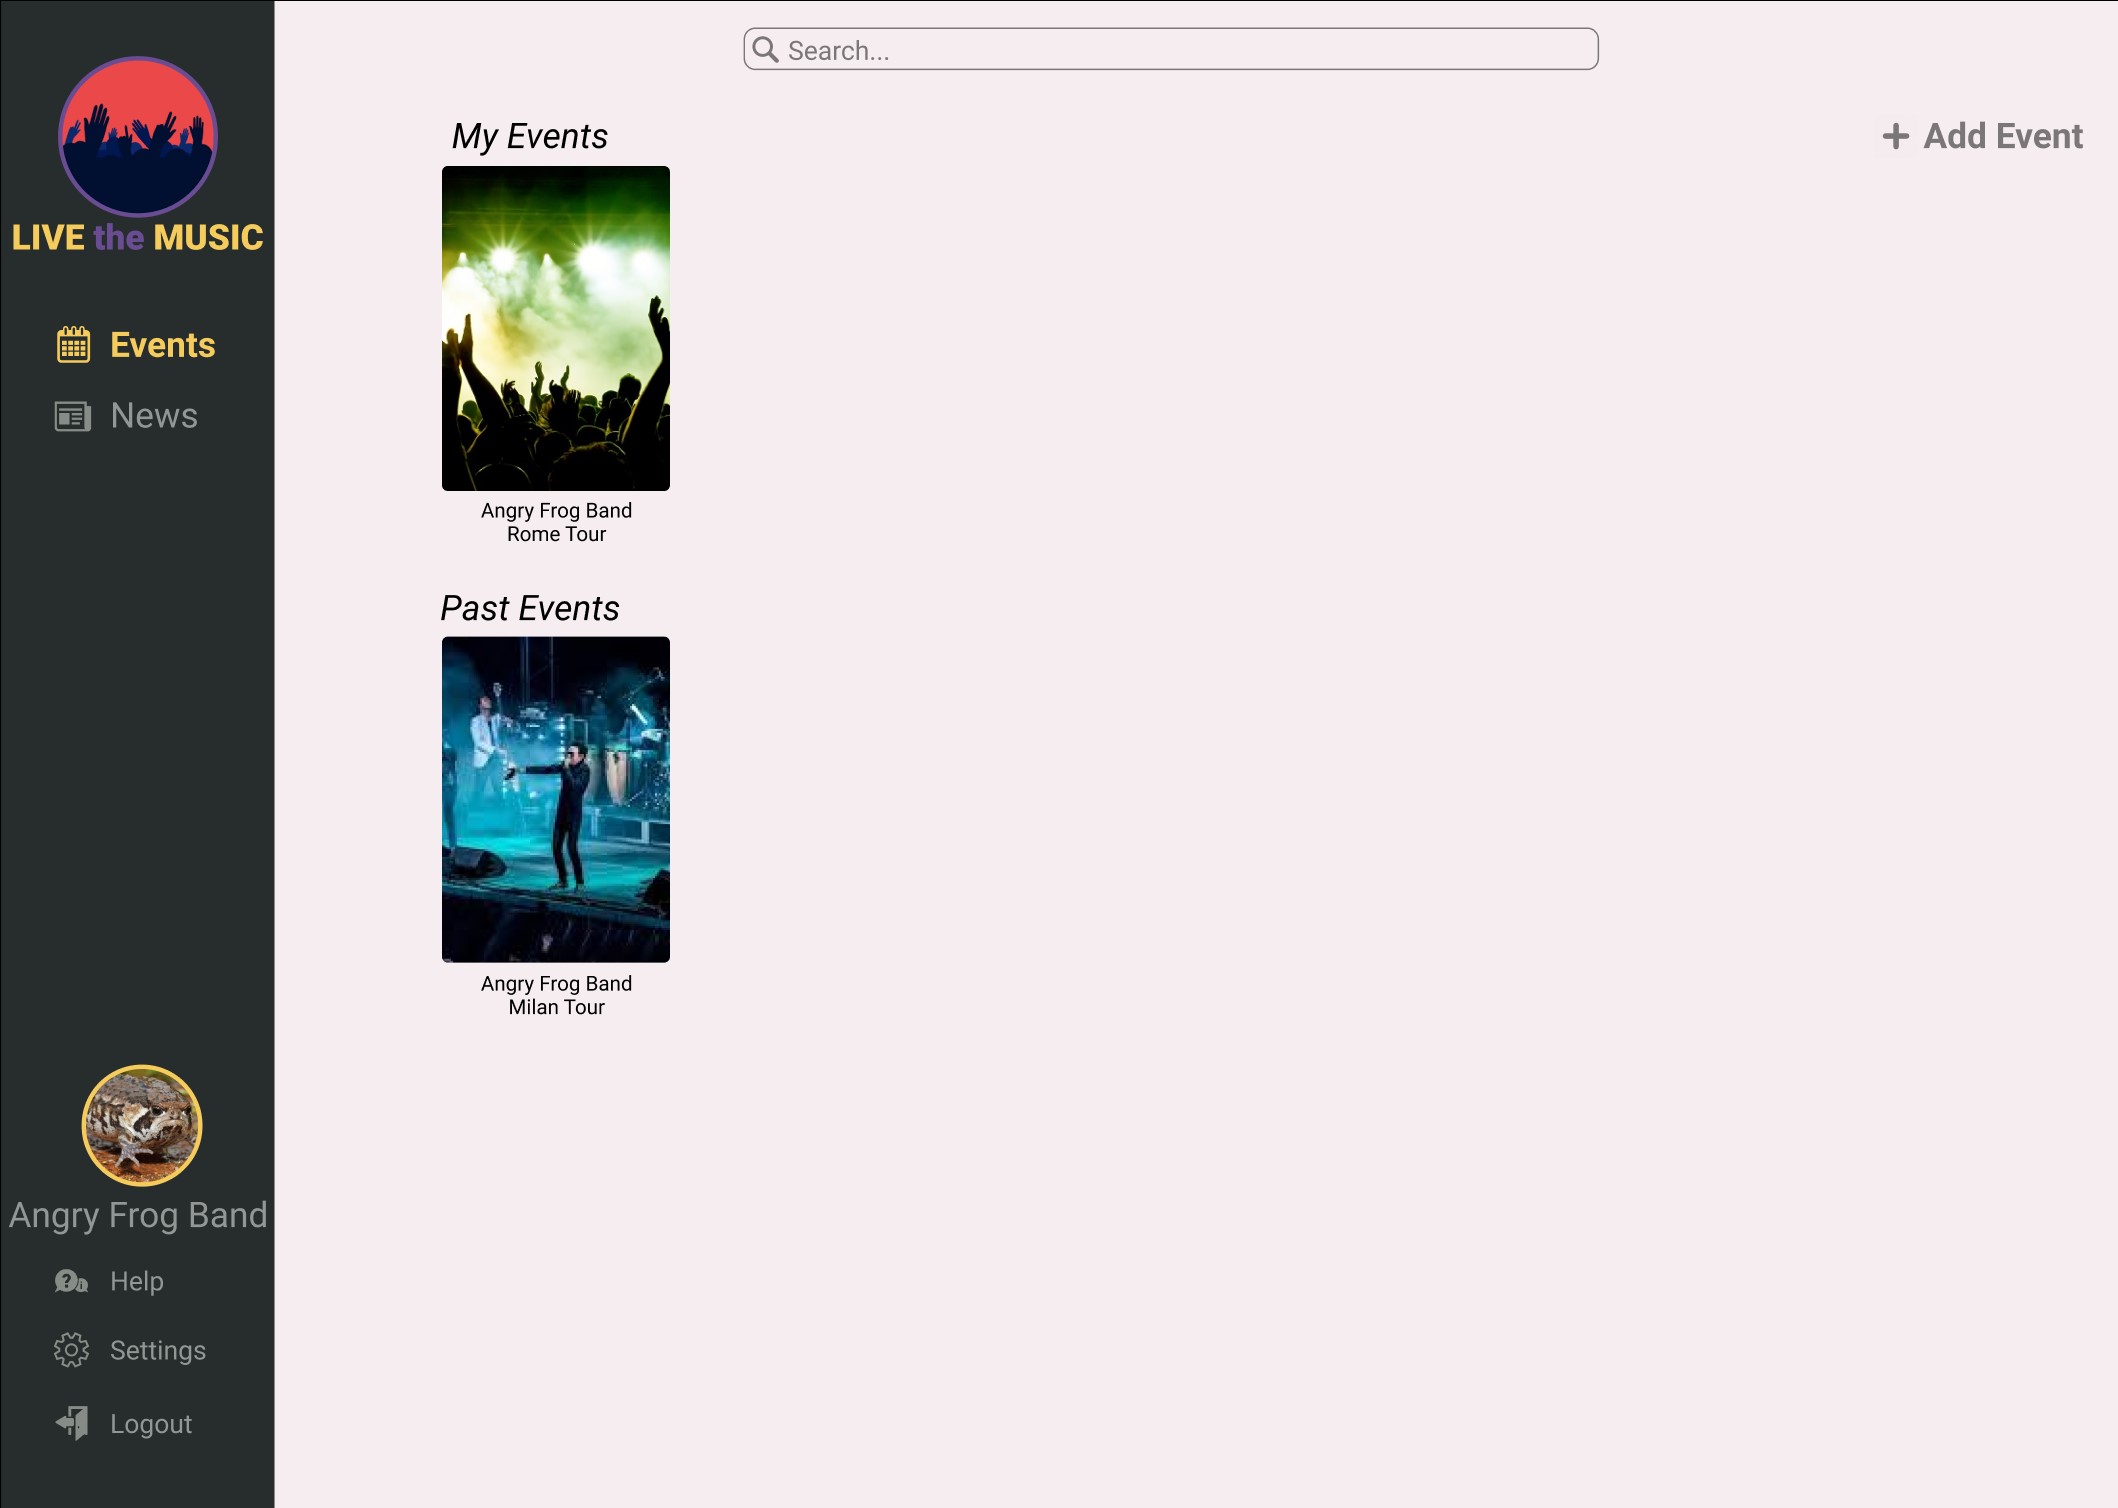 LIVE the MUSIC
Events
News
Angry Frog Band
Help
Settings
Logout
Search...
My Events
+ Add Event
Angry Frog Band
Rome Tour
Past Events
Angry Frog Band
Milan Tour